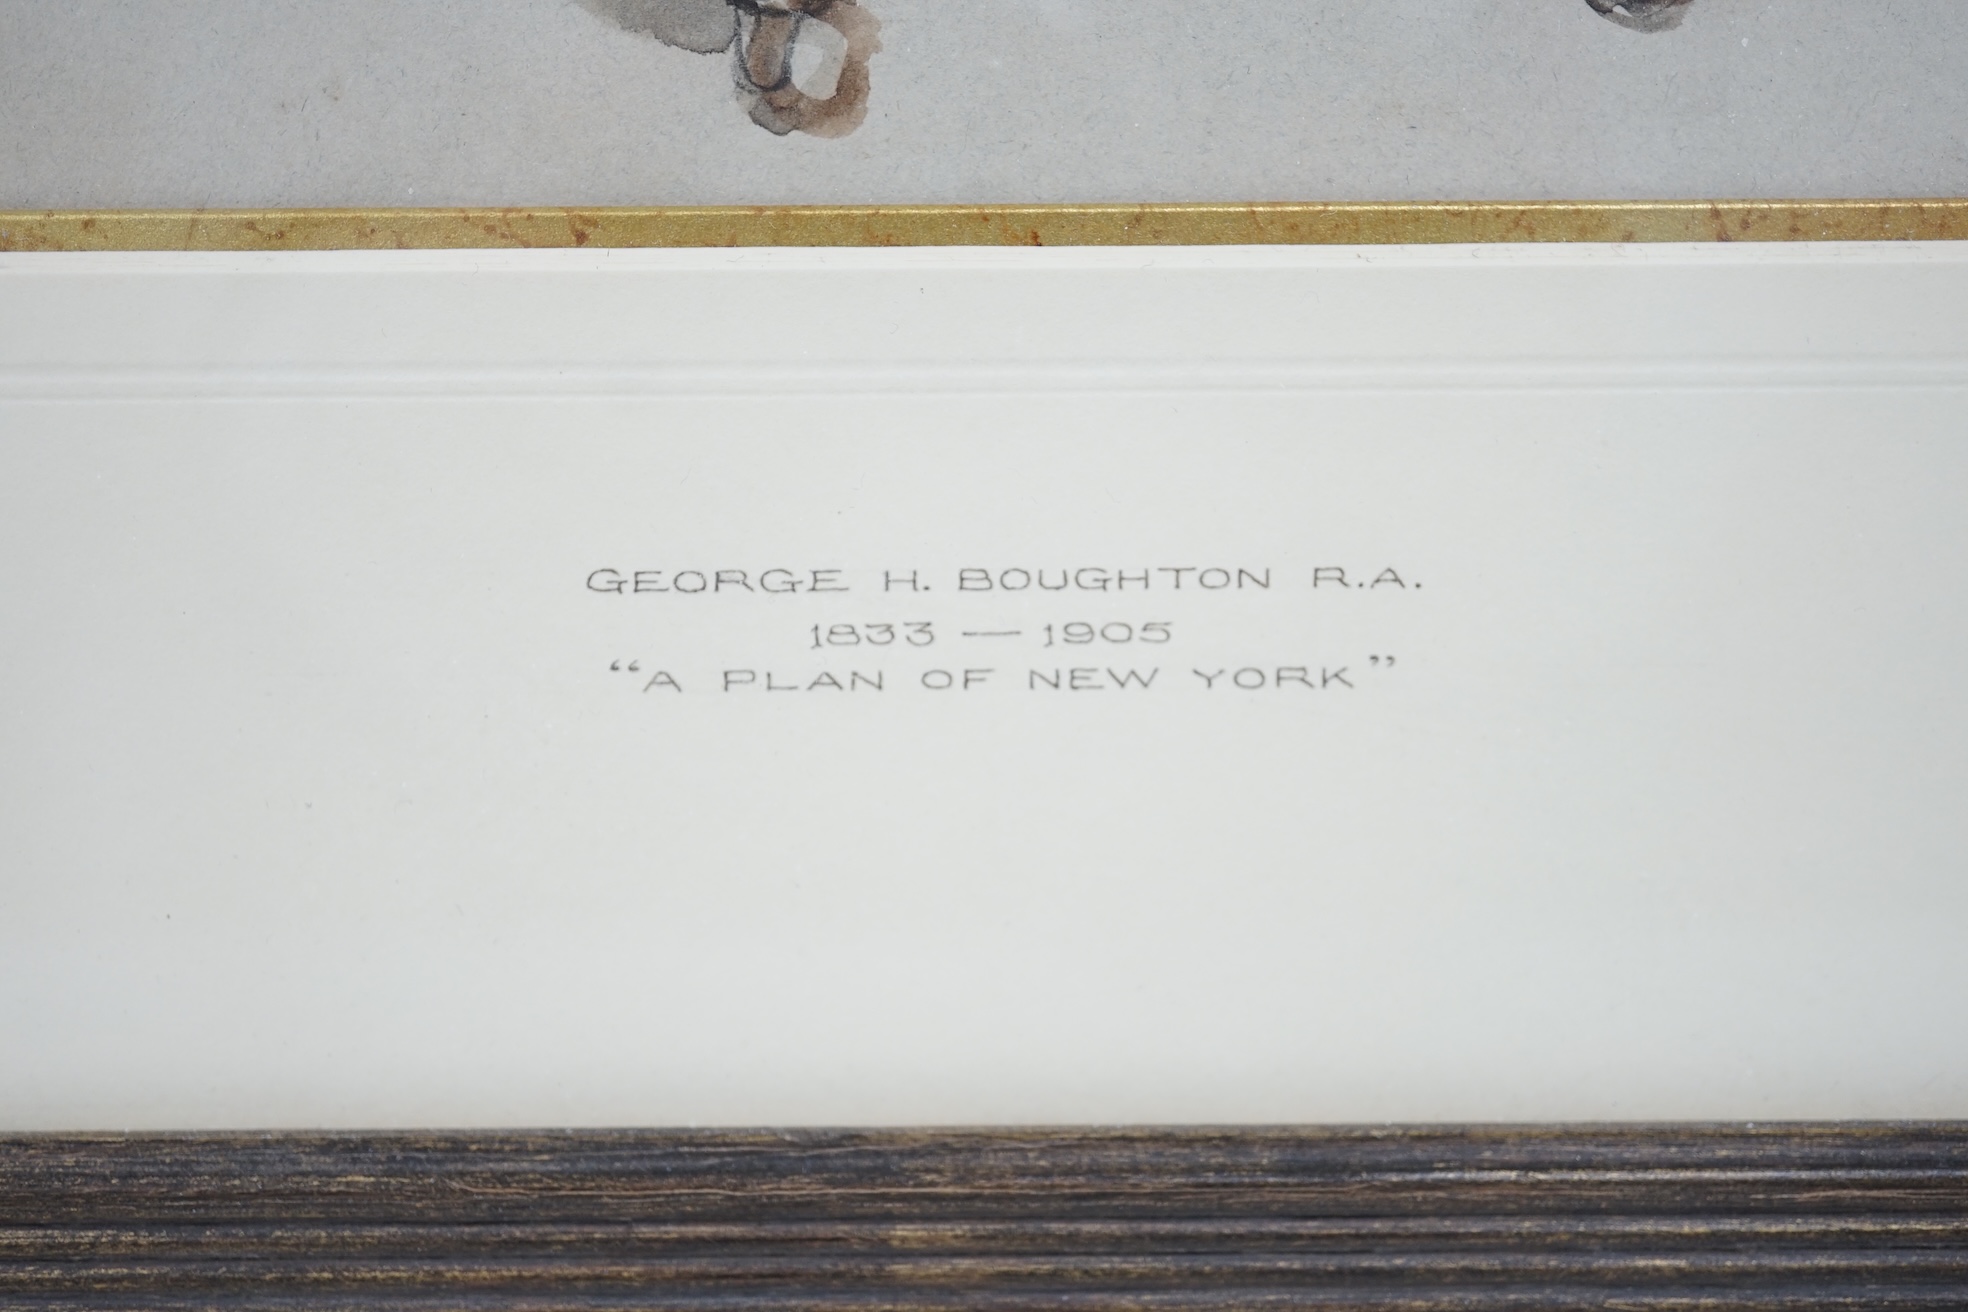 GEORGE H. BOUGHTON R.A.
1833 — 1905
“A PLAN OF NEW YORK”